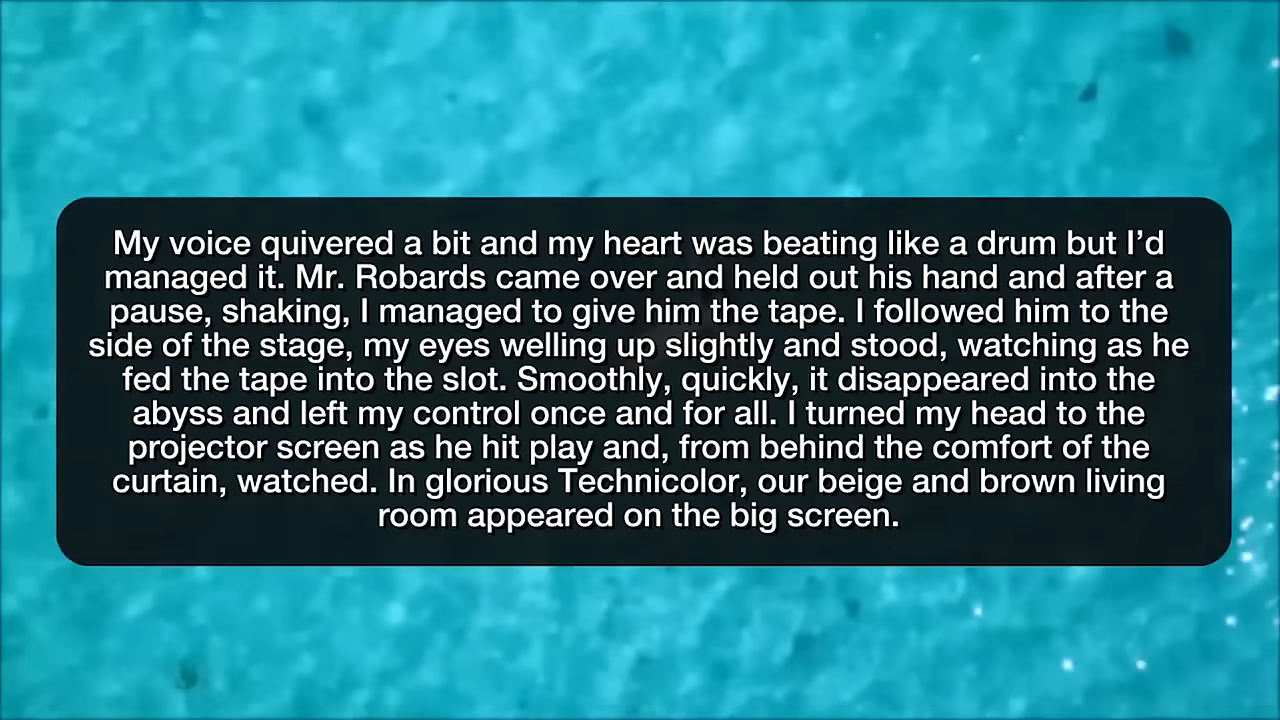 My voice quivered a bit and my heart was beating like a drum but I’d
managed it. Mr. Robards came over and held out his hand and after a
pause, shaking, I managed to give him the tape. I followed him to the
side of the stage, my eyes welling up slightly and stood, watching as he
fed the tape into the slot. Smoothly, quickly, it disappeared into the
abyss and left my control once and for all. I turned my head to the
projector screen as he hit play and, from behind the comfort of the
curtain, watched. In glorious Technicolor, our beige and brown living
room appeared on the big screen.